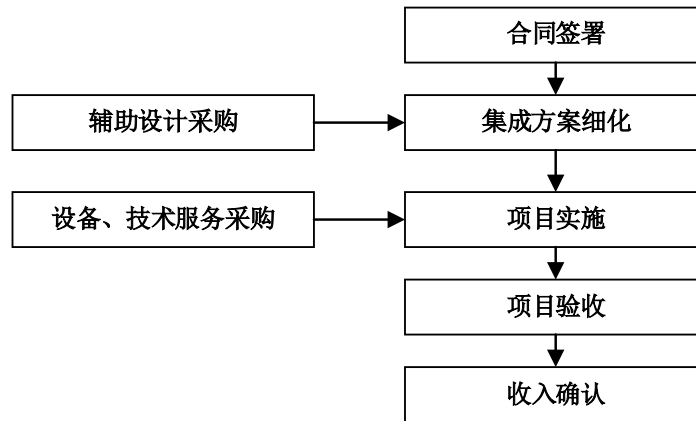 合同签署
辅助设计采购
集成方案细化
设备、技术服务采购
项目实施
项目验收
收入确认